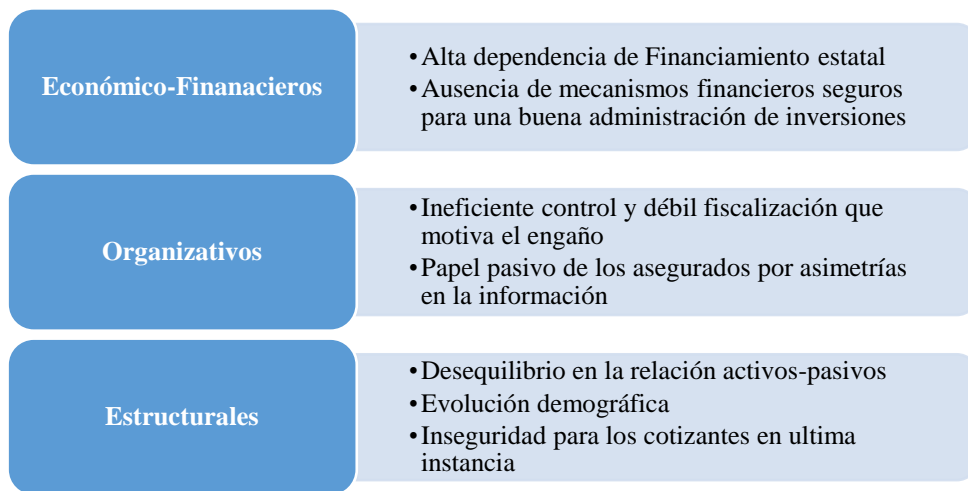 Económico-Finanacieros
•Alta dependencia de Financiamiento estatal
•Ausencia de mecanismos financieros seguros
para una buena administración de inversiones
Organizativos
•Ineficiente control y débil fiscalización que
motiva el engaño
•Papel pasivo de los asegurados por asimetrías
en la información
Estructurales
•Desequilibrio en la relación activos-pasivos
•Evolución demográfica
•Inseguridad para los cotizantes en ultima
instancia